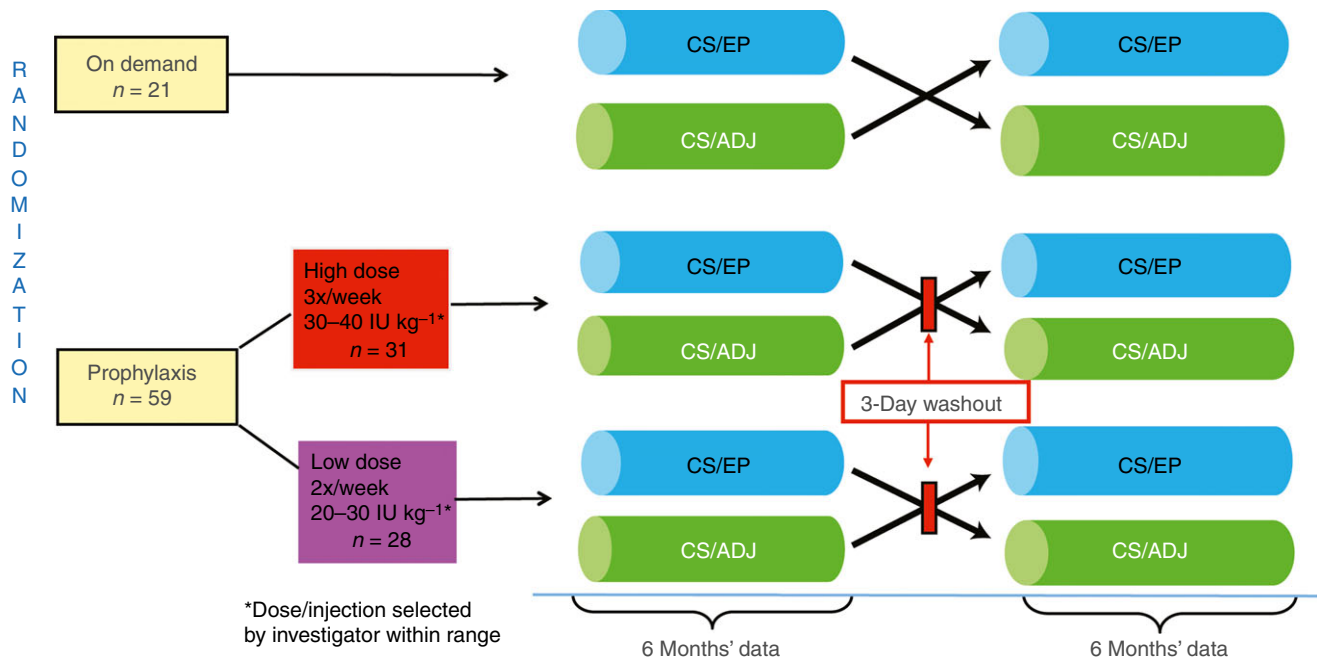 RANDOMIZATION
On demand
n = 21
CS/EP
CS/EP
CS/ADJ
CS/ADJ
High dose
3x/week
30–40 IU kg⁻¹*
n = 31
CS/EP
CS/EP
CS/ADJ
CS/ADJ
Prophylaxis
n = 59
3-Day washout
Low dose
2x/week
20–30 IU kg⁻¹*
n = 28
CS/EP
CS/EP
CS/ADJ
CS/ADJ
*Dose/injection selected
by investigator within range
6 Months’ data
6 Months’ data